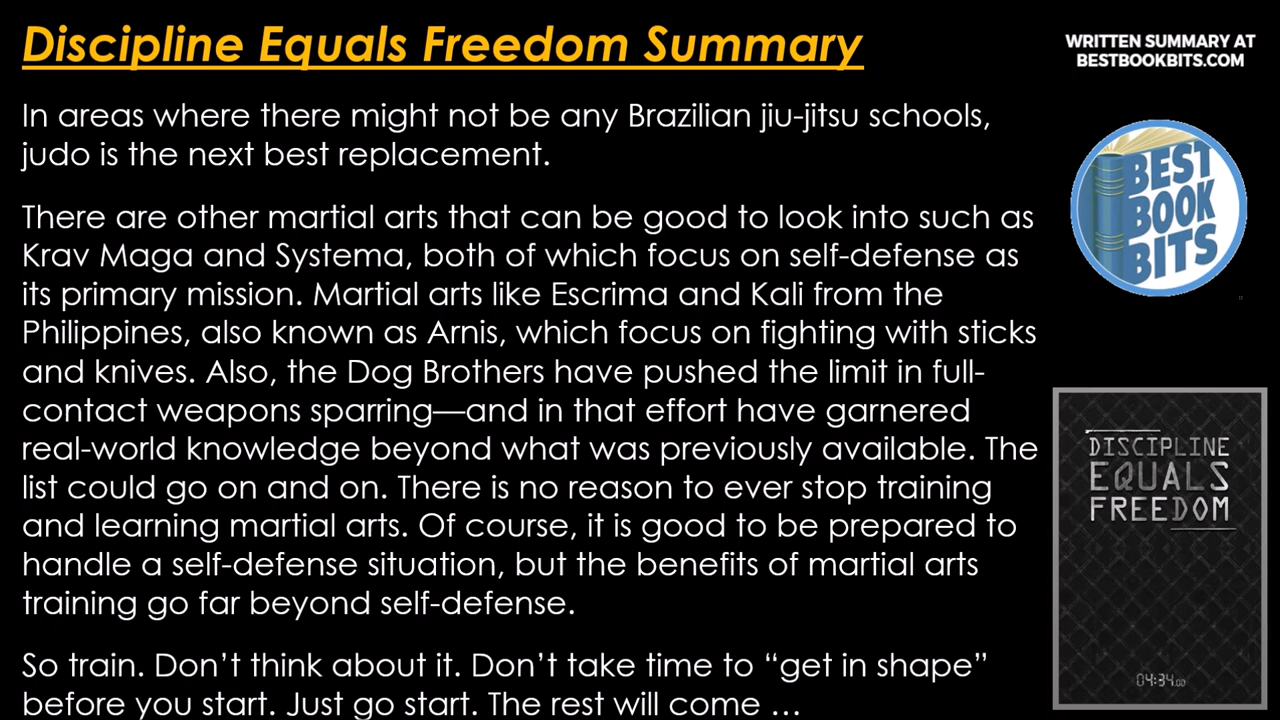 Discipline Equals Freedom Summary
WRITTEN SUMMARY AT
BESTBOOKBITS.COM
In areas where there might not be any Brazilian jiu-jitsu schools,
judo is the next best replacement.
There are other martial arts that can be good to look into such as
Krav Maga and Systema, both of which focus on self-defense as
its primary mission. Martial arts like Escrima and Kali from the
Philippines, also known as Arnis, which focus on fighting with sticks
and knives. Also, the Dog Brothers have pushed the limit in full-
contact weapons sparring—and in that effort have garnered
real-world knowledge beyond what was previously available. The
list could go on and on. There is no reason to ever stop training
and learning martial arts. Of course, it is good to be prepared to
handle a self-defense situation, but the benefits of martial arts
training go far beyond self-defense.
So train. Don’t think about it. Don’t take time to “get in shape”
before you start. Just go start. The rest will come …
BEST
BOOK
BITS
DISCIPLINE
EQUALS
FREEDOM
04:34.00